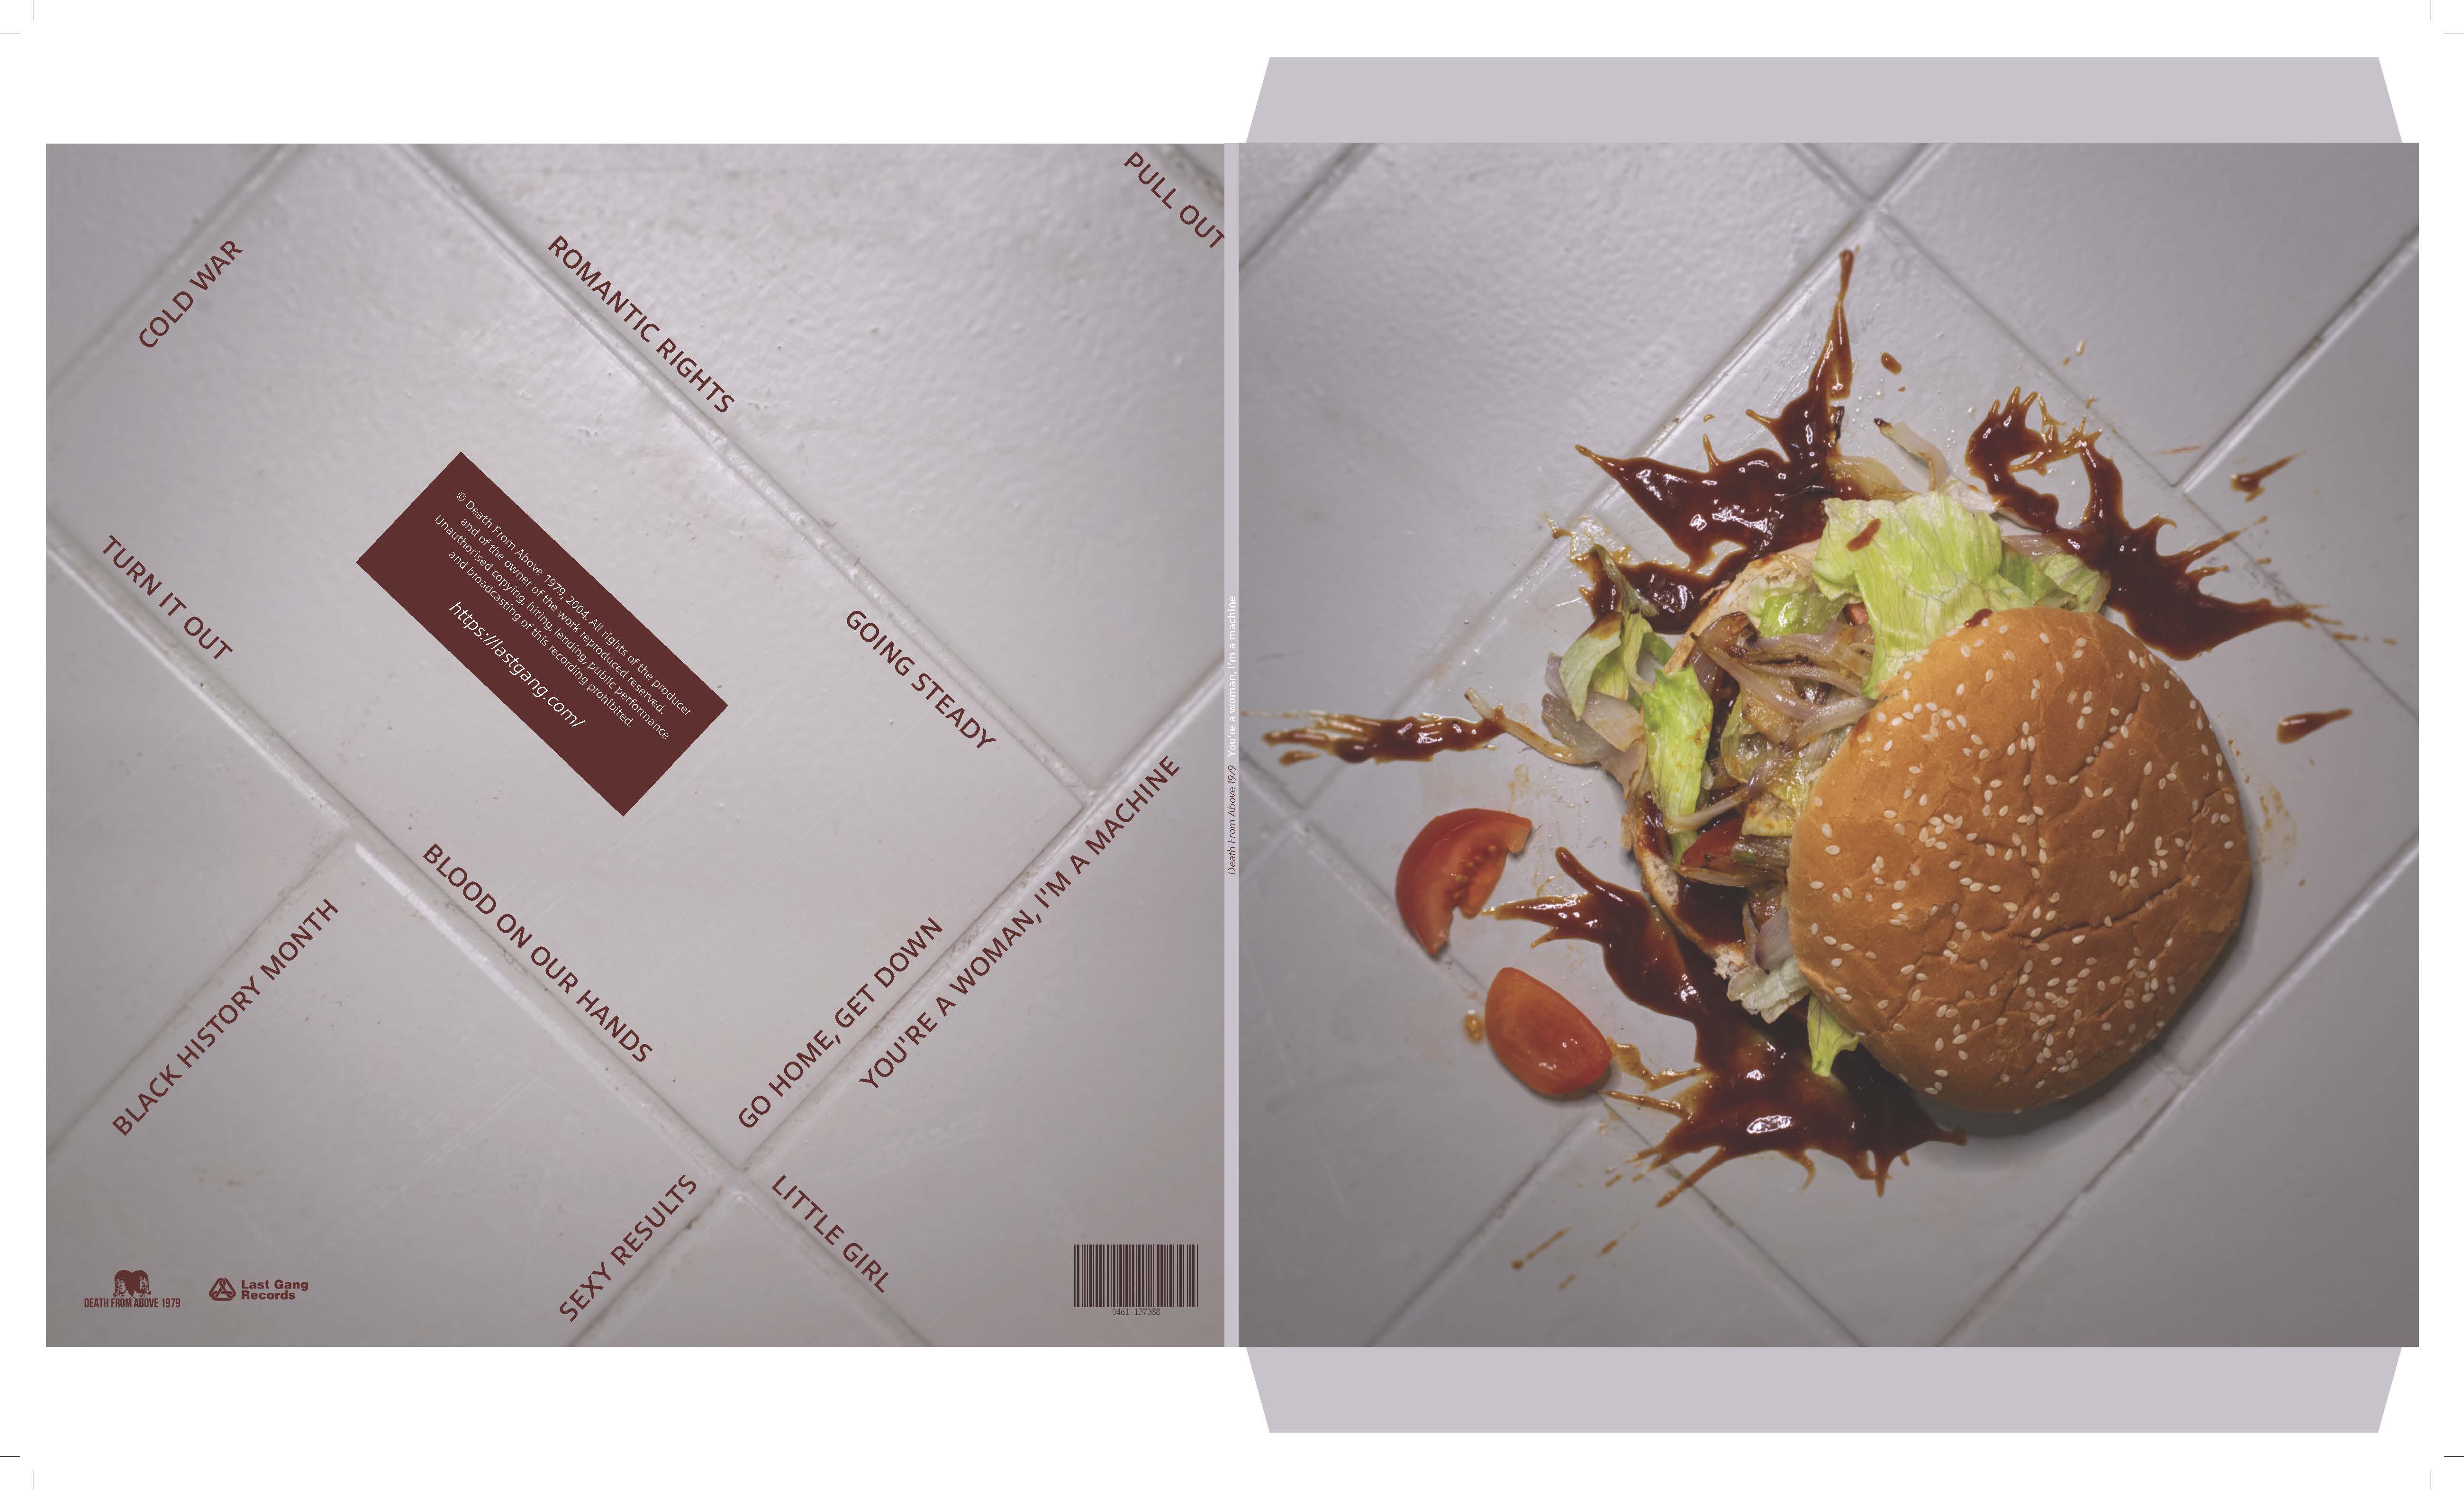 COLD WAR
ROMANTIC RIGHTS
PULL OUT
TURN IT OUT
© Death From Above 1979, 2004. All rights of the producer
and of the owner of the work reproduced reserved.
Unauthorised copying, hiring, lending, public performance
and broadcasting of this recording prohibited.
https://lastgang.com/
GOING STEADY
BLOOD ON OUR HANDS
BLACK HISTORY MONTH
GO HOME, GET DOWN
YOU'RE A WOMAN, I'M A MACHINE
SEXY RESULTS
LITTLE GIRL
DEATH FROM ABOVE 1979
Last Gang
Records
0461-197988
Death From Above 1979 You're a woman, I'm a machine